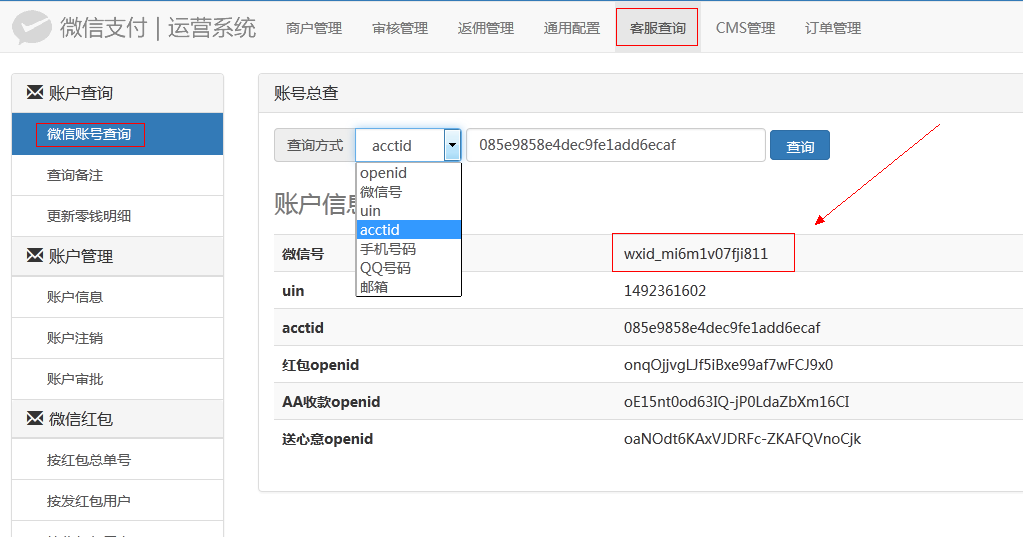 微信支付 | 运营系统 商户管理 审核管理 返佣管理 通用配置 客服查询 CMS管理 订单管理
账户查询
微信账号查询
查询备注
更新零钱明细
账户管理
账户信息
账户注销
账户审批
微信红包
按红包总单号
按发红包用户
账号总查
查询方式 acctid 085e9858e4dec9fe1add6ecaf 查询
openid
微信号
uin
acctid
手机号码
QQ号码
邮箱
账户信息
微信号 wxid_mi6m1v07fji811
uin 1492361602
acctid 085e9858e4dec9fe1add6ecaf
红包openid onqOjjvgLJf5iBxe99af7wFCJ9x0
AA收款openid oE15nt0od63IQ-jP0LdaZbXm16CI
送心意openid oaNOdt6KAxVJDRFc-ZKAFQVnoCjk